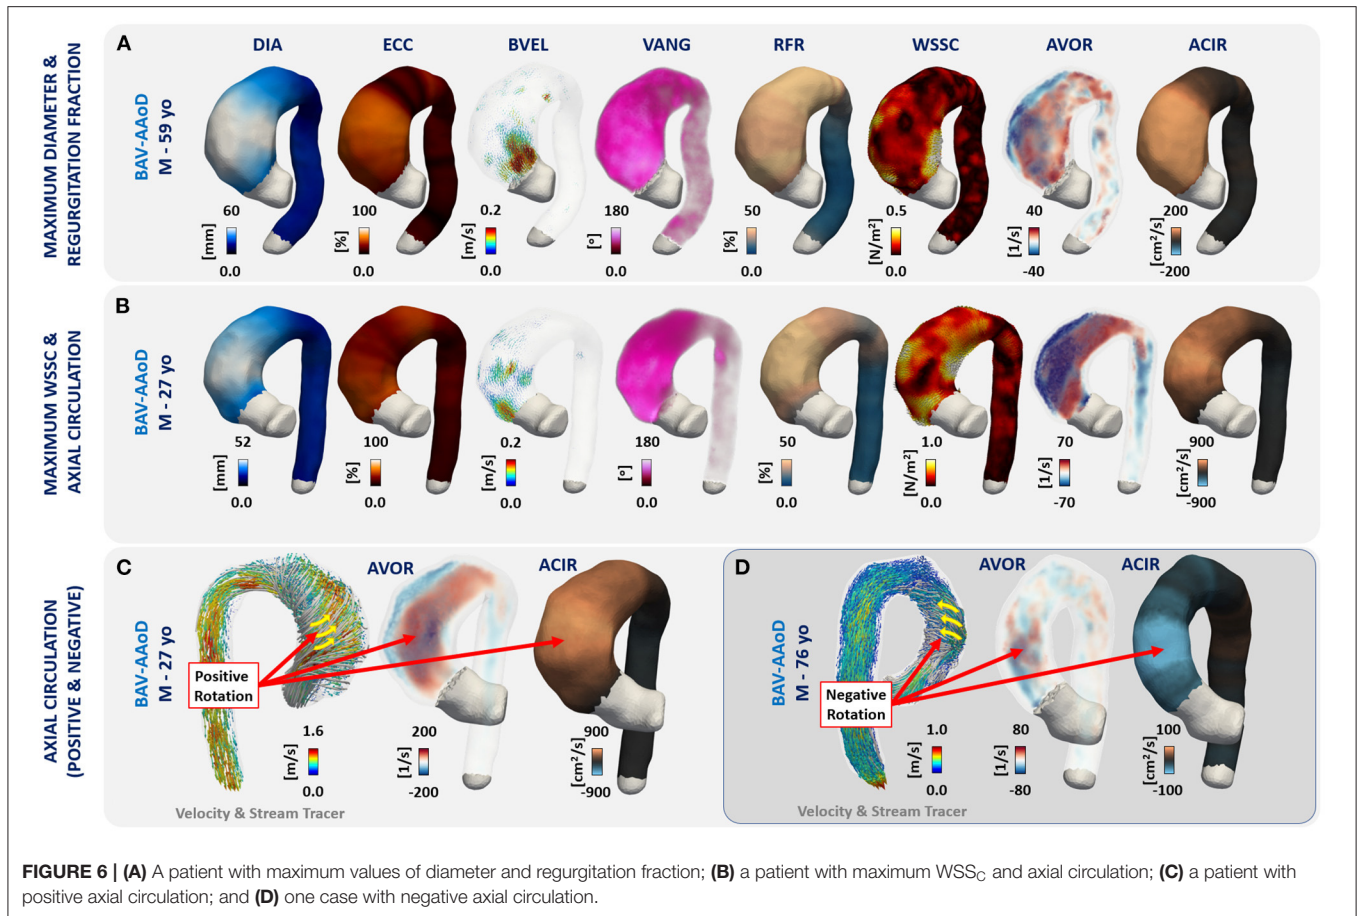 MAXIMUM DIAMETER &
REGURGITATION FRACTION
A
DIA ECC BVEL VANG RFR WSSC AVOR ACIR
BAV-AAoD
M - 59 yo
60 100 0.2 180 50 0.5 40 200
[mm] [%] [m/s] [°] [%] [N/m²] [1/s] [cm²/s]
0.0 0.0 0.0 0.0 0.0 0.0 -40 -200
MAXIMUM WSSC &
AXIAL CIRCULATION
B
BAV-AAoD
M - 27 yo
52 100 0.2 180 50 1.0 70 900
[mm] [%] [m/s] [°] [%] [N/m²] [1/s] [cm²/s]
0.0 0.0 0.0 0.0 0.0 0.0 -70 -900
AXIAL CIRCULATION
(POSITIVE & NEGATIVE)
C
AVOR ACIR
BAV-AAoD
M - 27 yo
Positive
Rotation
1.6 200 900
[m/s] [1/s] [cm²/s]
0.0 -200 -900
Velocity & Stream Tracer
D
AVOR ACIR
BAV-AAoD
M - 76 yo
Negative
Rotation
1.0 80 100
[m/s] [1/s] [cm²/s]
0.0 -80 -100
Velocity & Stream Tracer
FIGURE 6 | (A) A patient with maximum values of diameter and regurgitation fraction; (B) a patient with maximum WSSC and axial circulation; (C) a patient with
positive axial circulation; and (D) one case with negative axial circulation.